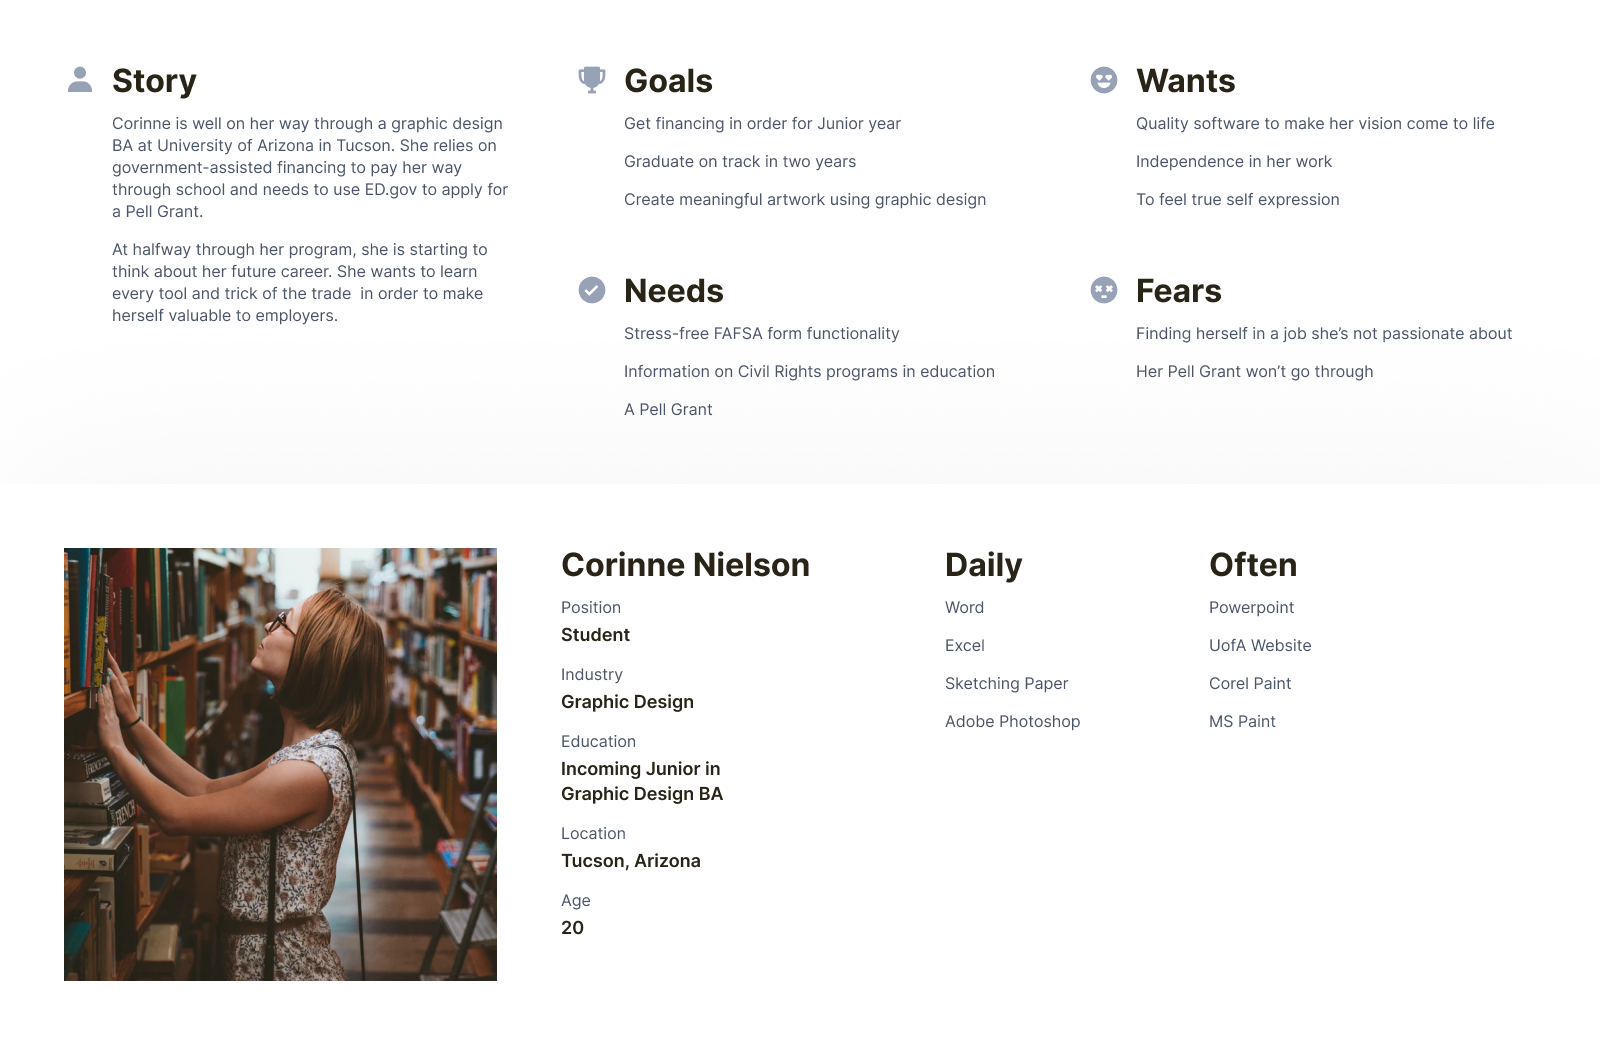 Story
Corinne is well on her way through a graphic design
BA at University of Arizona in Tucson. She relies on
government-assisted financing to pay her way
through school and needs to use ED.gov to apply for
a Pell Grant.
At halfway through her program, she is starting to
think about her future career. She wants to learn
every tool and trick of the trade  in order to make
herself valuable to employers.
Goals
Get financing in order for Junior year
Graduate on track in two years
Create meaningful artwork using graphic design
Wants
Quality software to make her vision come to life
Independence in her work
To feel true self expression
Needs
Stress-free FAFSA form functionality
Information on Civil Rights programs in education
A Pell Grant
Fears
Finding herself in a job she’s not passionate about
Her Pell Grant won’t go through
FRENCH
Corinne Nielson
Position
Student
Industry
Graphic Design
Education
Incoming Junior in
Graphic Design BA
Location
Tucson, Arizona
Age
20
Daily
Word
Excel
Sketching Paper
Adobe Photoshop
Often
Powerpoint
UofA Website
Corel Paint
MS Paint